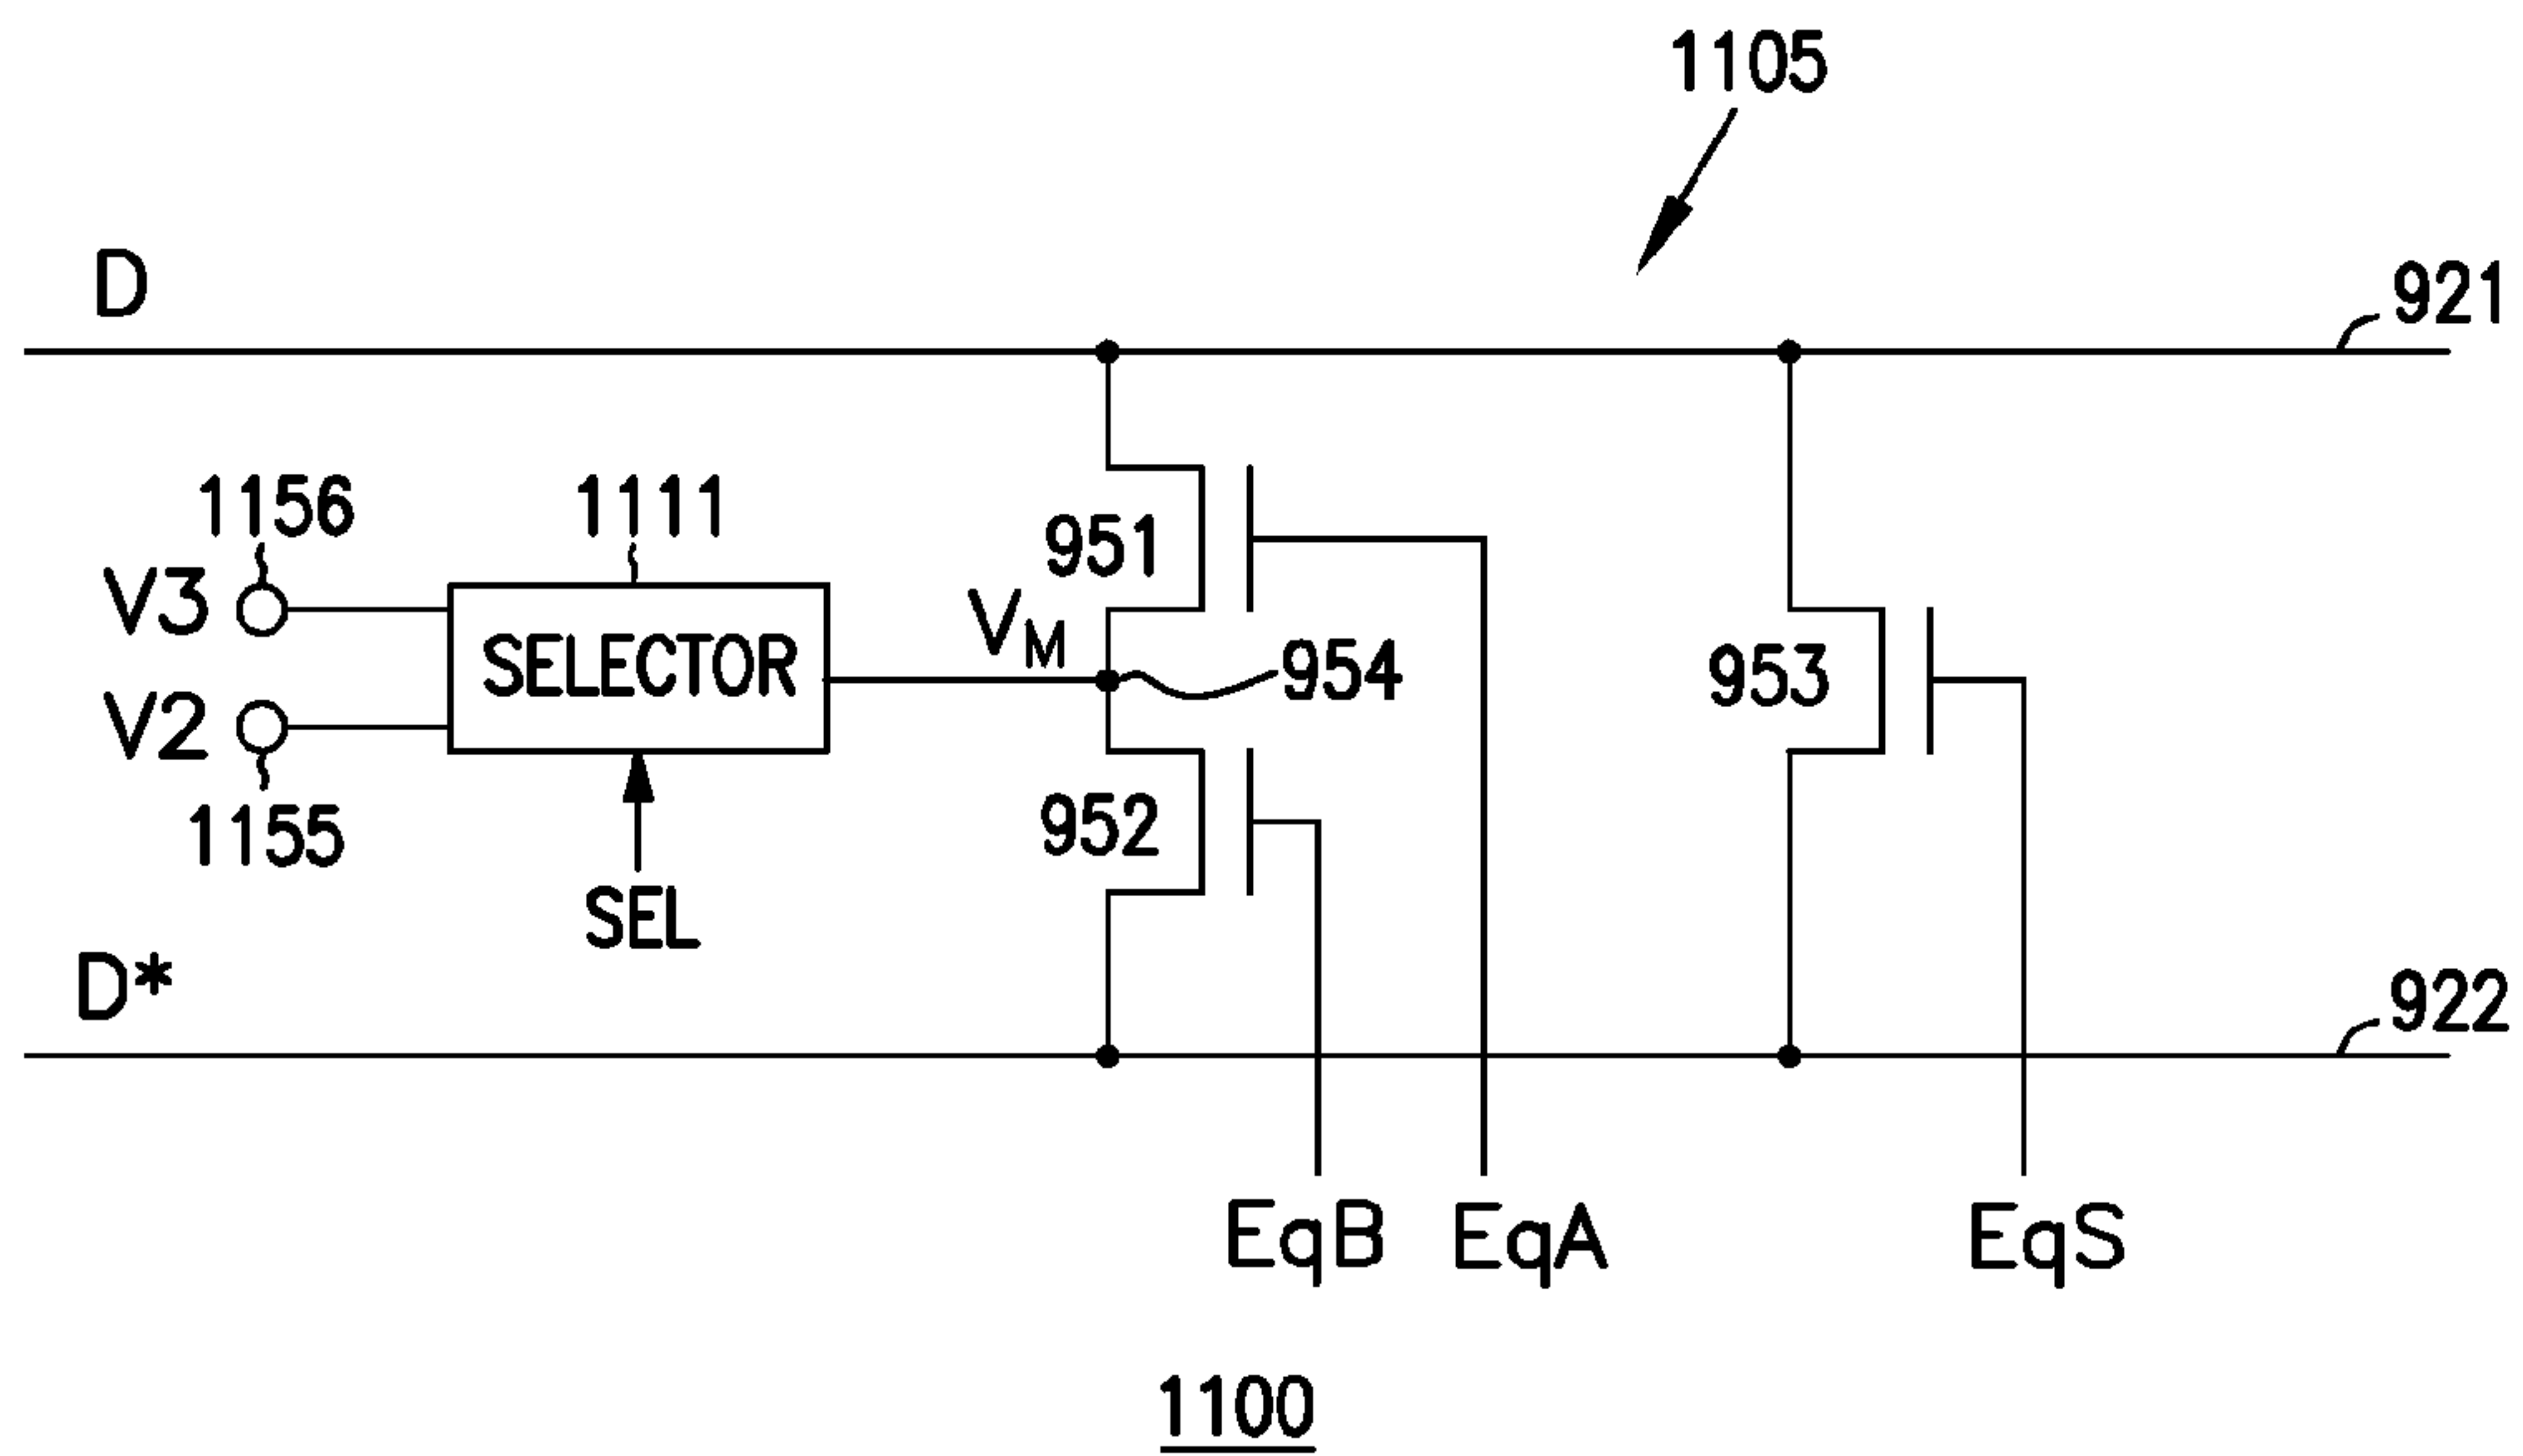 1105
D
921
1156
1111
951
V3
SELECTOR
VM
954
953
V2
1155
952
SEL
D*
922
EqB
EqA
EqS
1100